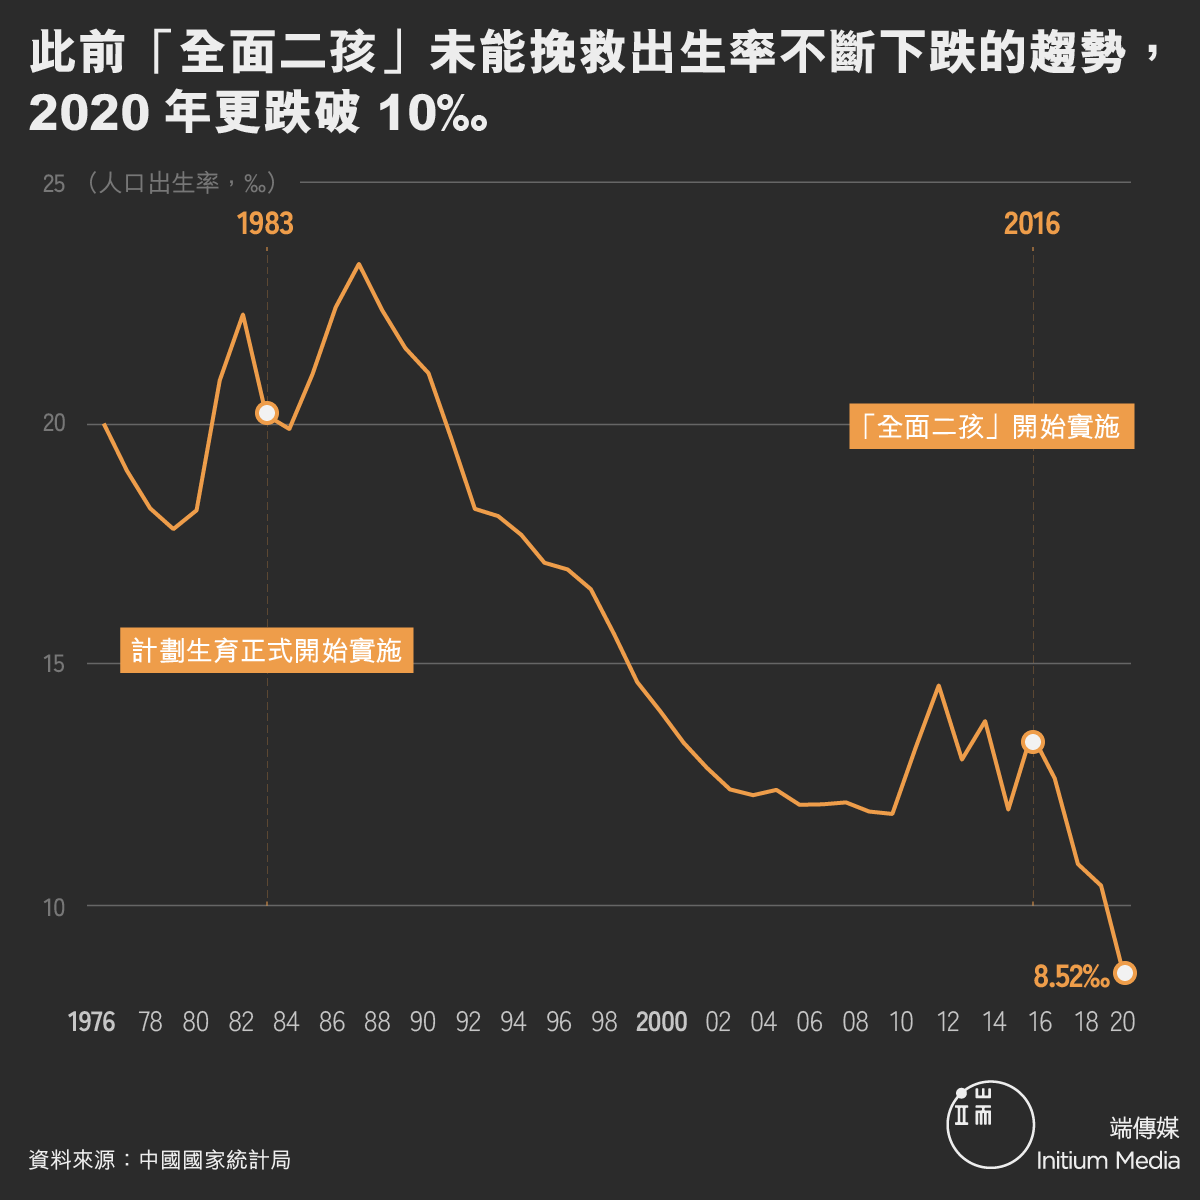 此前「全面二孩」未能挽救出生率不斷下跌的趨勢，
2020 年更跌破 10‰
25 （人口出生率，‰）
1983
2016
20
「全面二孩」開始實施
15
計劃生育正式開始實施
10
8.52‰
1976 78 80 82 84 86 88 90 92 94 96 98 2000 02 04 06 08 10 12 14 16 18 20
端
端傳媒
Initium Media
資料來源：中國國家統計局